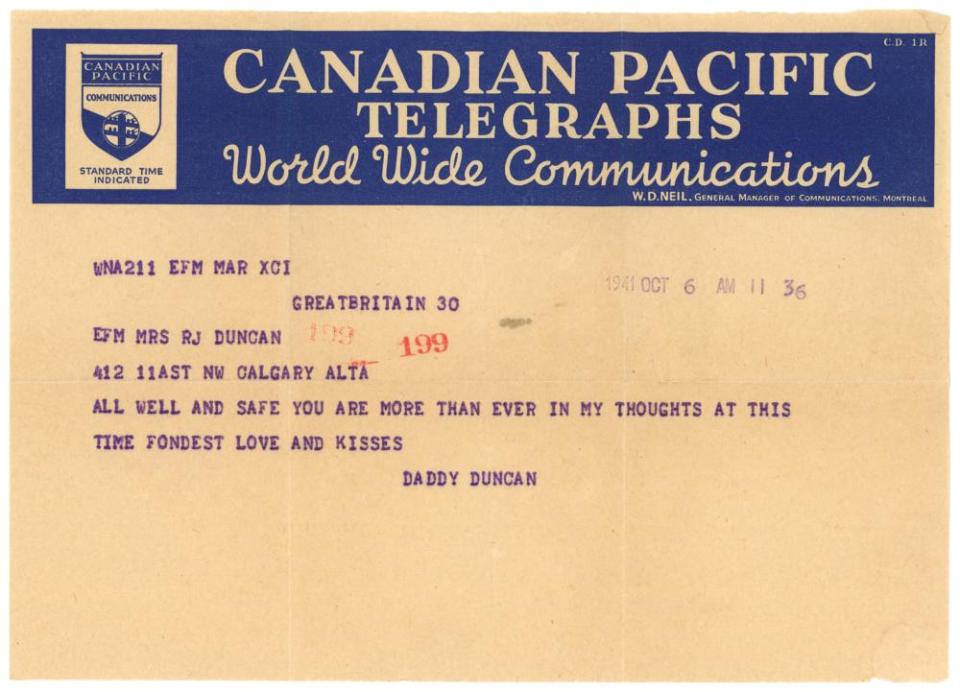 C.D. 1R
CANADIAN PACIFIC
COMMUNICATIONS
STANDARD TIME
INDICATED
CANADIAN PACIFIC
TELEGRAPHS
World Wide Communications
W.D.NEIL, GENERAL MANAGER OF COMMUNICATIONS, MONTREAL
WNA211 EFM MAR XCI
1941 OCT 6 AM 11 36
GREATBRITAIN 30
EFM MRS RJ DUNCAN 199 199
412 11AST NW CALGARY ALTA
ALL WELL AND SAFE YOU ARE MORE THAN EVER IN MY THOUGHTS AT THIS
TIME FONDEST LOVE AND KISSES
DADDY DUNCAN